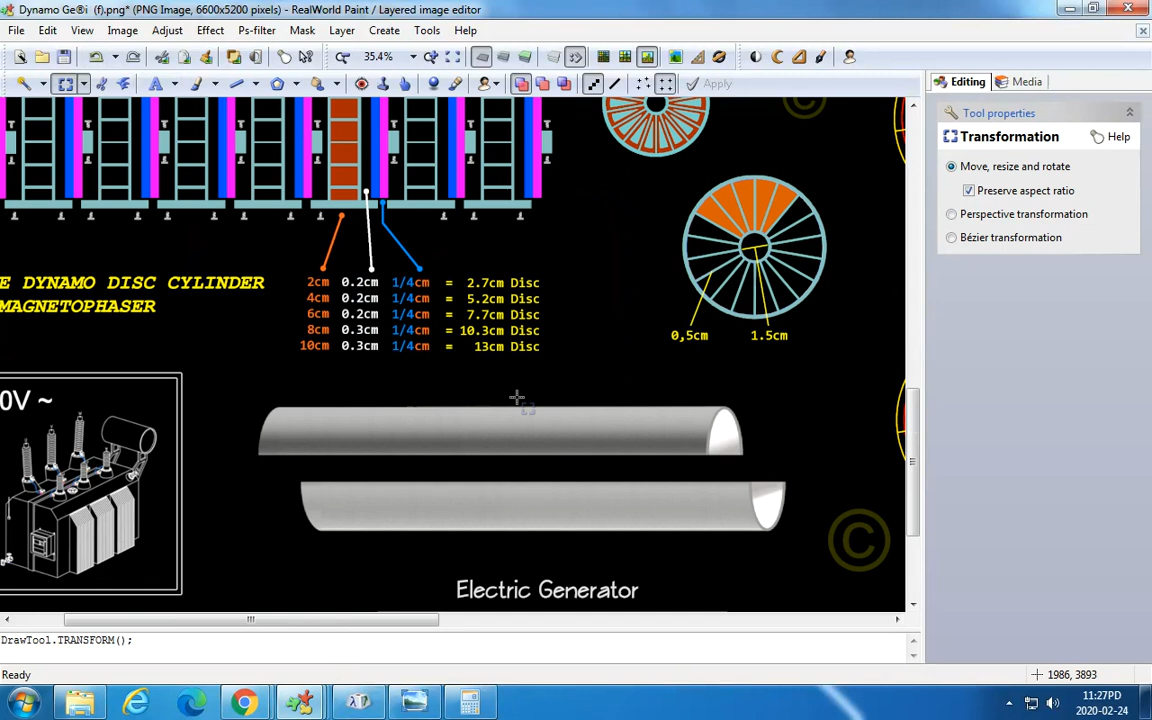 Dynamo Ge®i  (f).png* (PNG Image, 6600x5200 pixels) - RealWorld Paint / Layered image editor
File Edit View Image Adjust Effect Ps-filter Mask Layer Create Tools Help
35.4%
Apply
Editing Media
Tool properties
Transformation Help
Move, resize and rotate
Preserve aspect ratio
Perspective transformation
Bézier transformation
©
E DYNAMO DISC CYLINDER
MAGNETOPHASER
2cm 0.2cm 1/4cm = 2.7cm Disc
4cm 0.2cm 1/4cm = 5.2cm Disc
6cm 0.2cm 1/4cm = 7.7cm Disc
8cm 0.3cm 1/4cm = 10.3cm Disc
10cm 0.3cm 1/4cm = 13cm Disc
0,5cm 1.5cm
0V ~
©
Electric Generator
DrawTool.TRANSFORM();
Ready
1986, 3893
11:27PD
2020-02-24